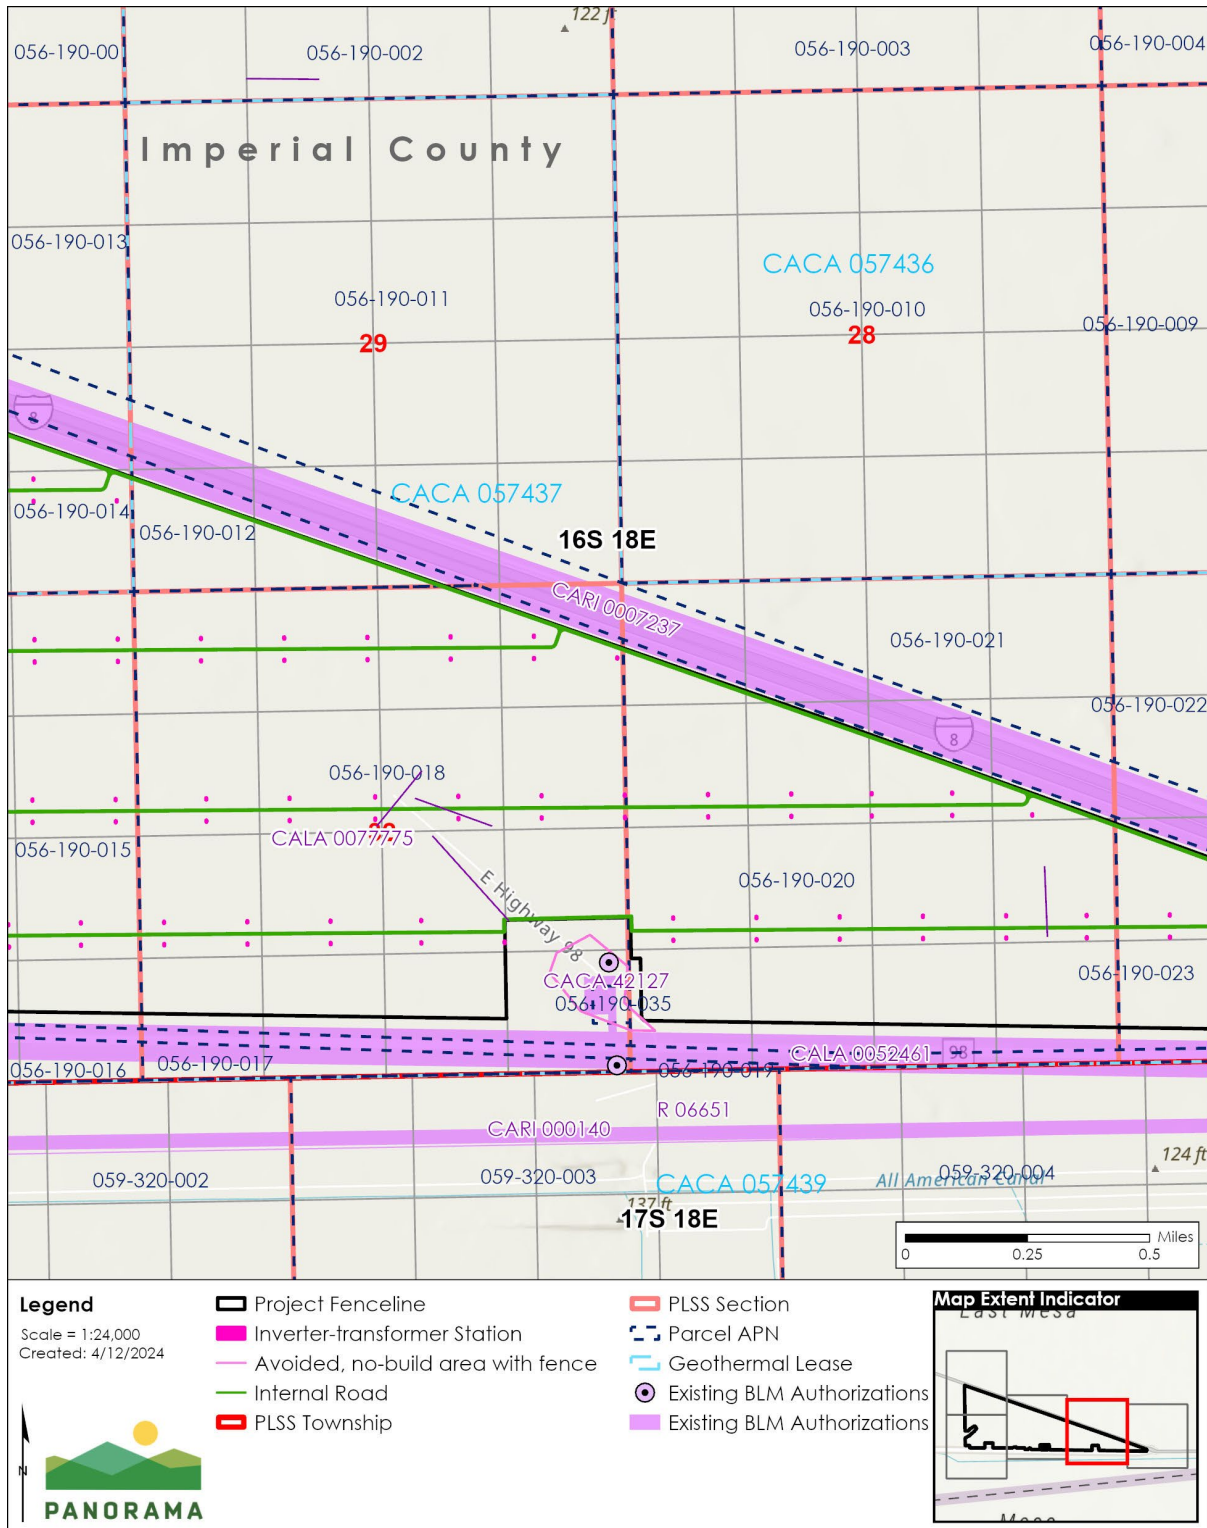 122 ft
056-190-00
056-190-002
056-190-003
056-190-004
Imperial County
056-190-013
CACA 057436
056-190-011
056-190-010
056-190-009
29
28
8
CACA 057437
056-190-014
056-190-012
16S 18E
CARI 0007237
056-190-021
056-190-022
8
056-190-018
CALA 0077775
056-190-015
E Highway 98
056-190-020
CACA 42127
056-190-023
056-190-035
98
CALA 0052461
056-190-016
056-190-017
056-190-019
R 06651
CARI 000140
124 ft
059-320-002
059-320-003
059-320-004
CACA 057439
All American Canal
137 ft
17S 18E
Miles
0 0.25 0.5
Legend
Scale = 1:24,000
Created: 4/12/2024
N
PANORAMA
Project Fenceline
Inverter-transformer Station
Avoided, no-build area with fence
Internal Road
PLSS Township
PLSS Section
Parcel APN
Geothermal Lease
Existing BLM Authorizations
Existing BLM Authorizations
Map Extent Indicator
East Mesa
Mesa